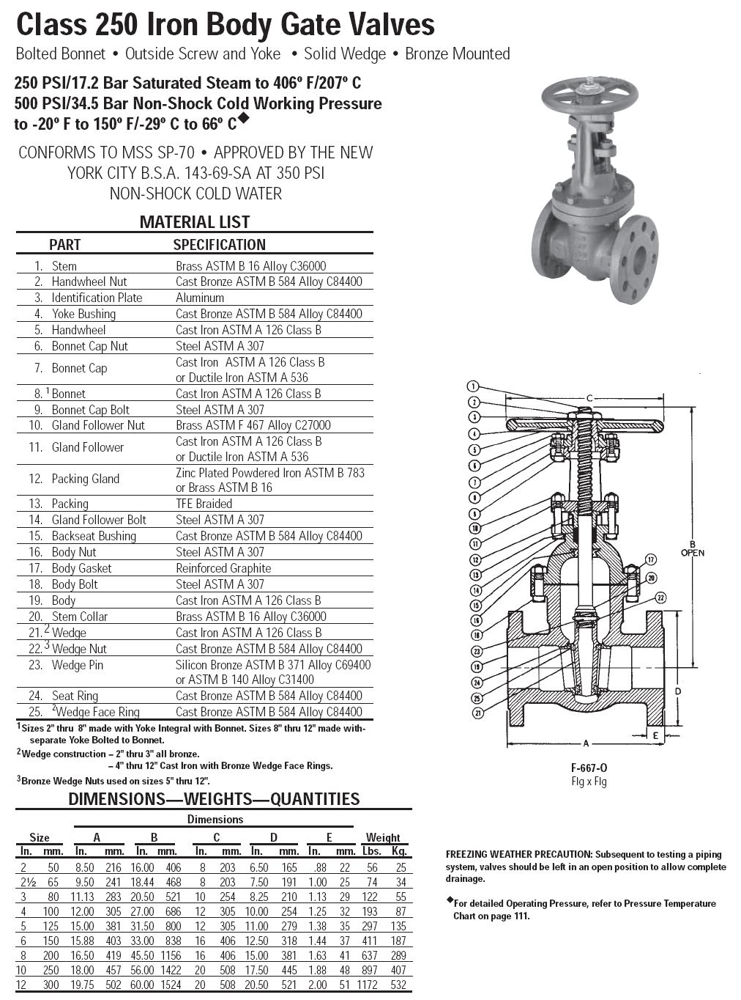 Class 250 Iron Body Gate Valves
Bolted Bonnet • Outside Screw and Yoke • Solid Wedge • Bronze Mounted
250 PSI/17.2 Bar Saturated Steam to 406º F/207º C
500 PSI/34.5 Bar Non-Shock Cold Working Pressure
to -20º F to 150º F/-29º C to 66º C◆
CONFORMS TO MSS SP-70 • APPROVED BY THE NEW
YORK CITY B.S.A. 143-69-SA AT 350 PSI
NON-SHOCK COLD WATER
MATERIAL LIST
PART SPECIFICATION
1. Stem Brass ASTM B 16 Alloy C36000
2. Handwheel Nut Cast Bronze ASTM B 584 Alloy C84400
3. Identification Plate Aluminum
4. Yoke Bushing Cast Bronze ASTM B 584 Alloy C84400
5. Handwheel Cast Iron ASTM A 126 Class B
6. Bonnet Cap Nut Steel ASTM A 307
7. Bonnet Cap Cast Iron ASTM A 126 Class B
or Ductile Iron ASTM A 536
8. 1 Bonnet Cast Iron ASTM A 126 Class B
9. Bonnet Cap Bolt Steel ASTM A 307
10. Gland Follower Nut Brass ASTM F 467 Alloy C27000
11. Gland Follower Cast Iron ASTM A 126 Class B
or Ductile Iron ASTM A 536
12. Packing Gland Zinc Plated Powdered Iron ASTM B 783
or Brass ASTM B 16
13. Packing TFE Braided
14. Gland Follower Bolt Steel ASTM A 307
15. Backseat Bushing Cast Bronze ASTM B 584 Alloy C84400
16. Body Nut Steel ASTM A 307
17. Body Gasket Reinforced Graphite
18. Body Bolt Steel ASTM A 307
19. Body Cast Iron ASTM A 126 Class B
20. Stem Collar Brass ASTM B 16 Alloy C36000
21. 2 Wedge Cast Iron ASTM A 126 Class B
22. 3 Wedge Nut Cast Bronze ASTM B 584 Alloy C84400
23. Wedge Pin Silicon Bronze ASTM B 371 Alloy C69400
or ASTM B 140 Alloy C31400
24. Seat Ring Cast Bronze ASTM B 584 Alloy C84400
25. 2Wedge Face Ring Cast Bronze ASTM B 584 Alloy C84400
1Sizes 2" thru 8" made with Yoke Integral with Bonnet. Sizes 8" thru 12" made with-
separate Yoke Bolted to Bonnet.
2Wedge construction – 2" thru 3" all bronze.
– 4" thru 12" Cast Iron with Bronze Wedge Face Rings.
3Bronze Wedge Nuts used on sizes 5" thru 12".
1
2
3
4
5
6
7
8
9
10
11
12
13
14
15
16
18
23
19
24
25
21
17
20
22
C
B
OPEN
D
E
A
F-667-O
Flg x Flg
DIMENSIONS—WEIGHTS—QUANTITIES
Dimensions
Size A B C D E Weight
In. mm. In. mm. In. mm. In. mm. In. mm. In. mm. Lbs. Kg.
2 50 8.50 216 16.00 406 8 203 6.50 165 .88 22 56 25
2½ 65 9.50 241 18.44 468 8 203 7.50 191 1.00 25 74 34
3 80 11.13 283 20.50 521 10 254 8.25 210 1.13 29 122 55
4 100 12.00 305 27.00 686 12 305 10.00 254 1.25 32 193 87
5 125 15.00 381 31.50 800 12 305 11.00 279 1.38 35 297 135
6 150 15.88 403 33.00 838 16 406 12.50 318 1.44 37 411 187
8 200 16.50 419 45.50 1156 16 406 15.00 381 1.63 41 637 289
10 250 18.00 457 56.00 1422 20 508 17.50 445 1.88 48 897 407
12 300 19.75 502 60.00 1524 20 508 20.50 521 2.00 51 1172 532
FREEZING WEATHER PRECAUTION: Subsequent to testing a piping
system, valves should be left in an open position to allow complete
drainage.
◆For detailed Operating Pressure, refer to Pressure Temperature
Chart on page 111.